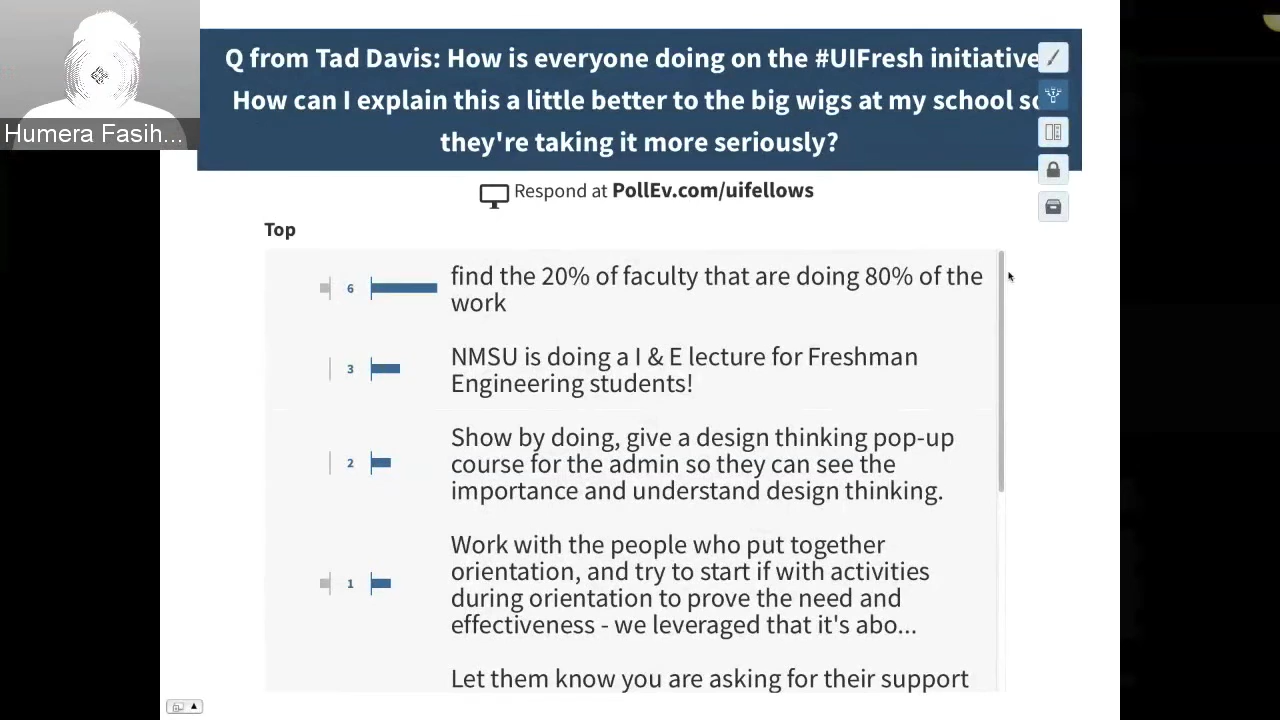 Humera Fasih...
Q from Tad Davis: How is everyone doing on the #UIFresh initiative
How can I explain this a little better to the big wigs at my school so
they're taking it more seriously?
Respond at PollEv.com/uifellows
Top
6 find the 20% of faculty that are doing 80% of the
work
3 NMSU is doing a I & E lecture for Freshman
Engineering students!
2 Show by doing, give a design thinking pop-up
course for the admin so they can see the
importance and understand design thinking.
1 Work with the people who put together
orientation, and try to start if with activities
during orientation to prove the need and
effectiveness - we leveraged that it's abo...
Let them know you are asking for their support